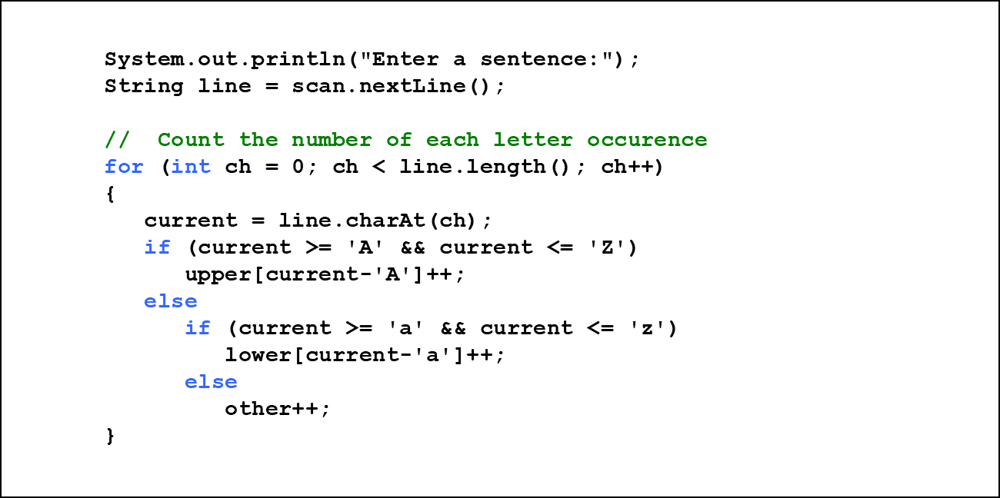 System.out.println("Enter a sentence:");
String line = scan.nextLine();

//  Count the number of each letter occurence
for (int ch = 0; ch < line.length(); ch++)
{
   current = line.charAt(ch);
   if (current >= 'A' && current <= 'Z')
      upper[current-'A']++;
   else
      if (current >= 'a' && current <= 'z')
         lower[current-'a']++;
      else
         other++;
}